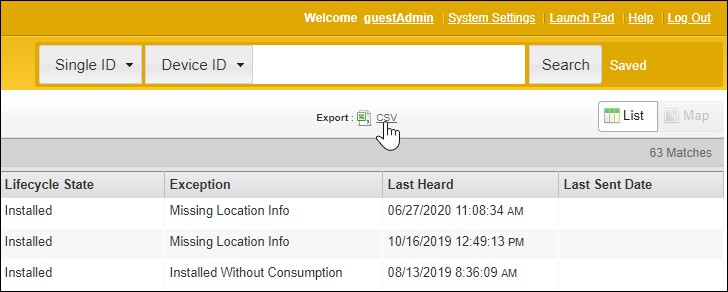 Welcome guestAdmin | System Settings | Launch Pad | Help | Log Out
Single ID Device ID Search Saved
Export : CSV List Map
63 Matches
Lifecycle State Exception Last Heard Last Sent Date
Installed Missing Location Info 06/27/2020 11:08:34 AM
Installed Missing Location Info 10/16/2019 12:49:13 PM
Installed Installed Without Consumption 08/13/2019 8:36:09 AM